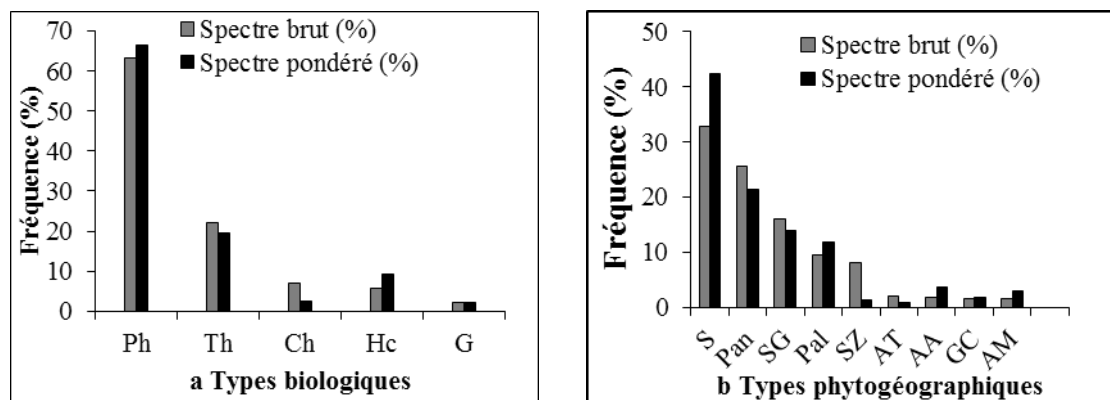 70
60
50
40
30
20
10
0
Fréquence (%)
Spectre brut (%)
Spectre pondéré (%)
Ph Th Ch Hc G
a Types biologiques
50
40
30
20
10
0
Fréquence (%)
Spectre brut (%)
Spectre pondéré (%)
S Pan SG Pal SZ AT AA GC AM
b Types phytogéographiques